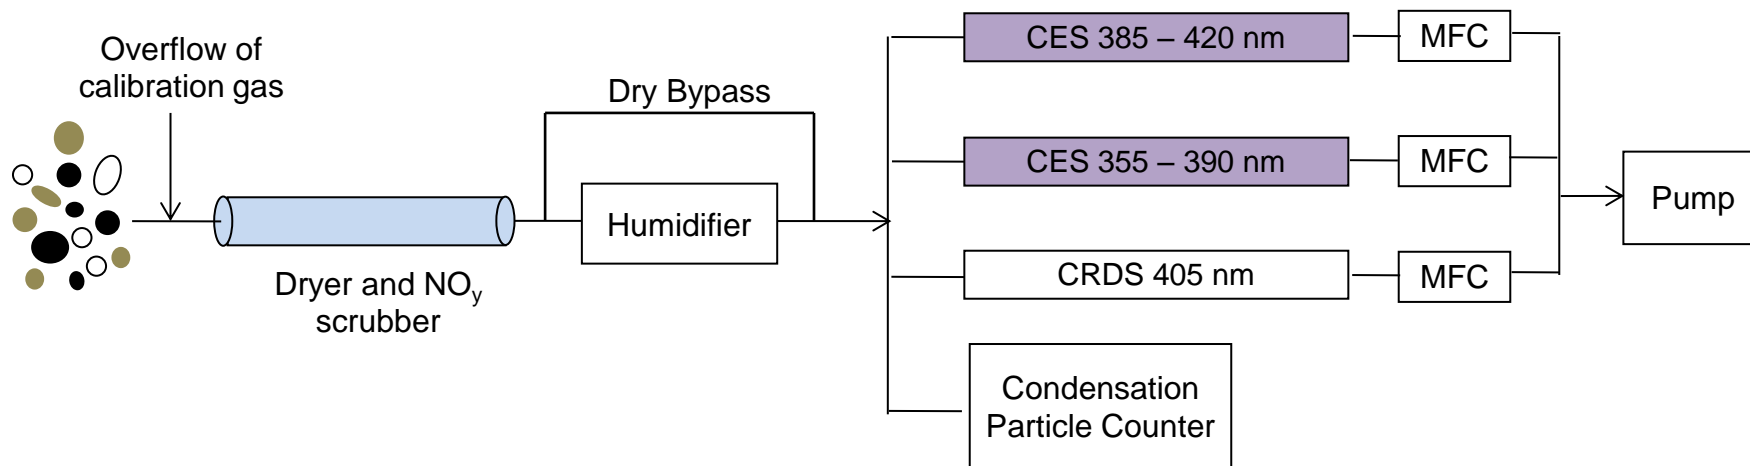 Overflow of
calibration gas
Dryer and NOy
scrubber
Dry Bypass
Humidifier
CES 385 – 420 nm
MFC
CES 355 – 390 nm
MFC
CRDS 405 nm
MFC
Condensation
Particle Counter
Pump